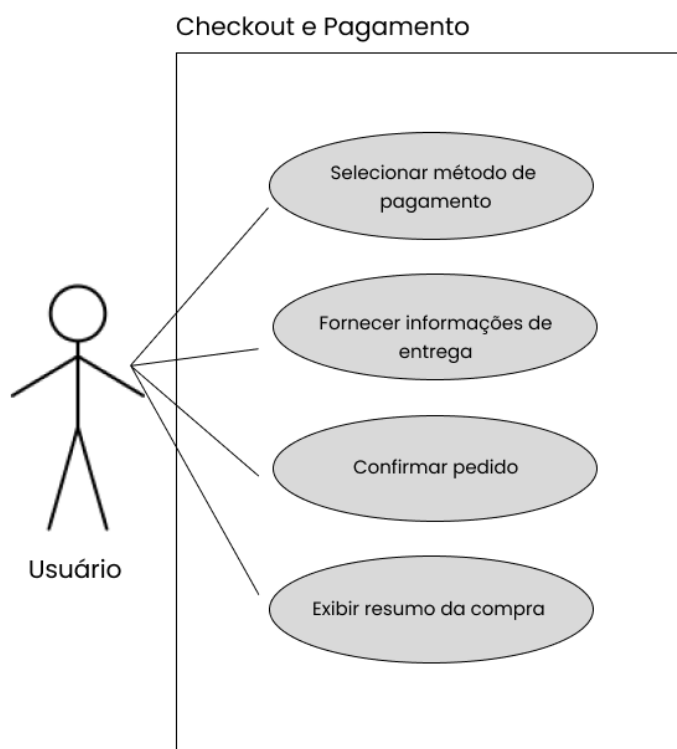 Checkout e Pagamento
Selecionar método de
pagamento
Fornecer informações de
entrega
Confirmar pedido
Exibir resumo da compra
Usuário